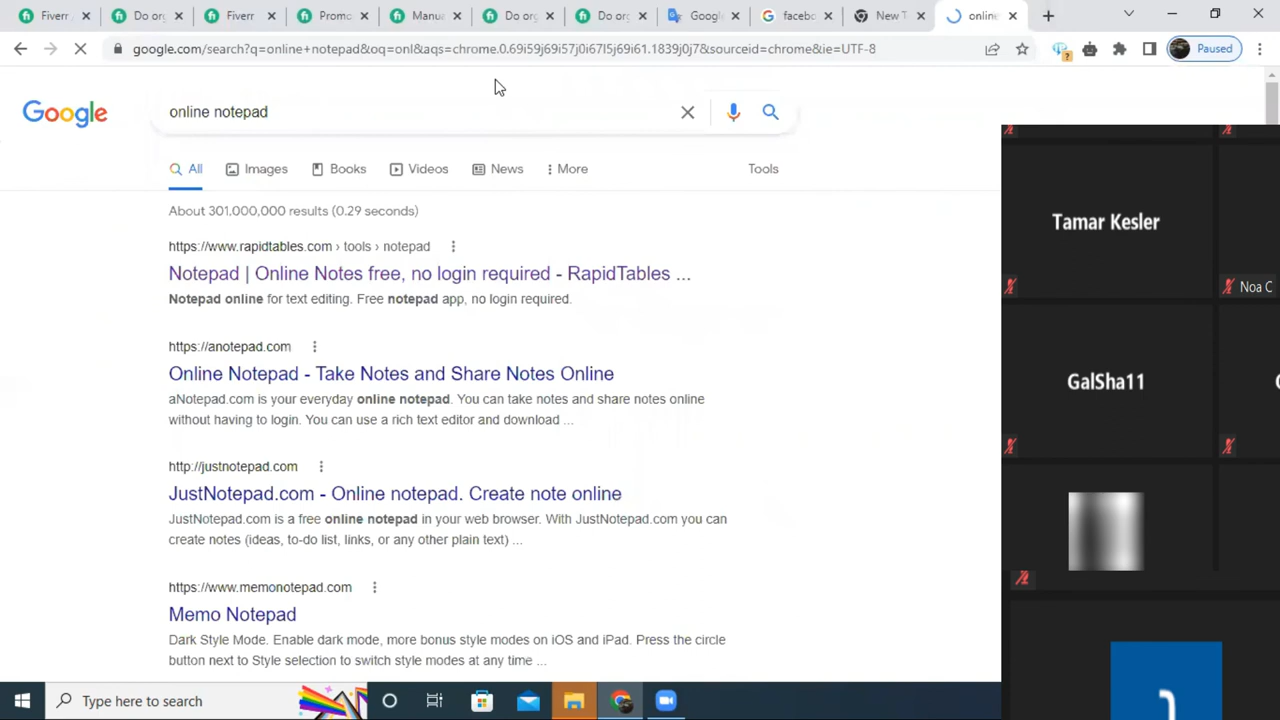 Fiverr
Do or
Fiverr
Promo
Manu
Do or
Do or
Google
facebo
New T
online
google.com/search?q=online+notepad&oq=onl&aqs=chrome.0.69i59j69i57j0i67l5j69i61.1839j0j7&sourceid=chrome&ie=UTF-8
Paused
Google
online notepad
All
Images
Books
Videos
News
More
Tools
About 301,000,000 results (0.29 seconds)
https://www.rapidtables.com › tools › notepad
Notepad | Online Notes free, no login required - RapidTables ...
Notepad online for text editing. Free notepad app, no login required.
https://anotepad.com
Online Notepad - Take Notes and Share Notes Online
aNotepad.com is your everyday online notepad. You can take notes and share notes online
without having to login. You can use a rich text editor and download ...
http://justnotepad.com
JustNotepad.com - Online notepad. Create note online
JustNotepad.com is a free online notepad in your web browser. With JustNotepad.com you can
create notes (ideas, to-do list, links, or any other plain text) ...
https://www.memonotepad.com
Memo Notepad
Dark Style Mode. Enable dark mode, more bonus style modes on iOS and iPad. Press the circle
button next to Style selection to switch style modes at any time ...
Tamar Kesler
Noa C
GalSha11
Type here to search